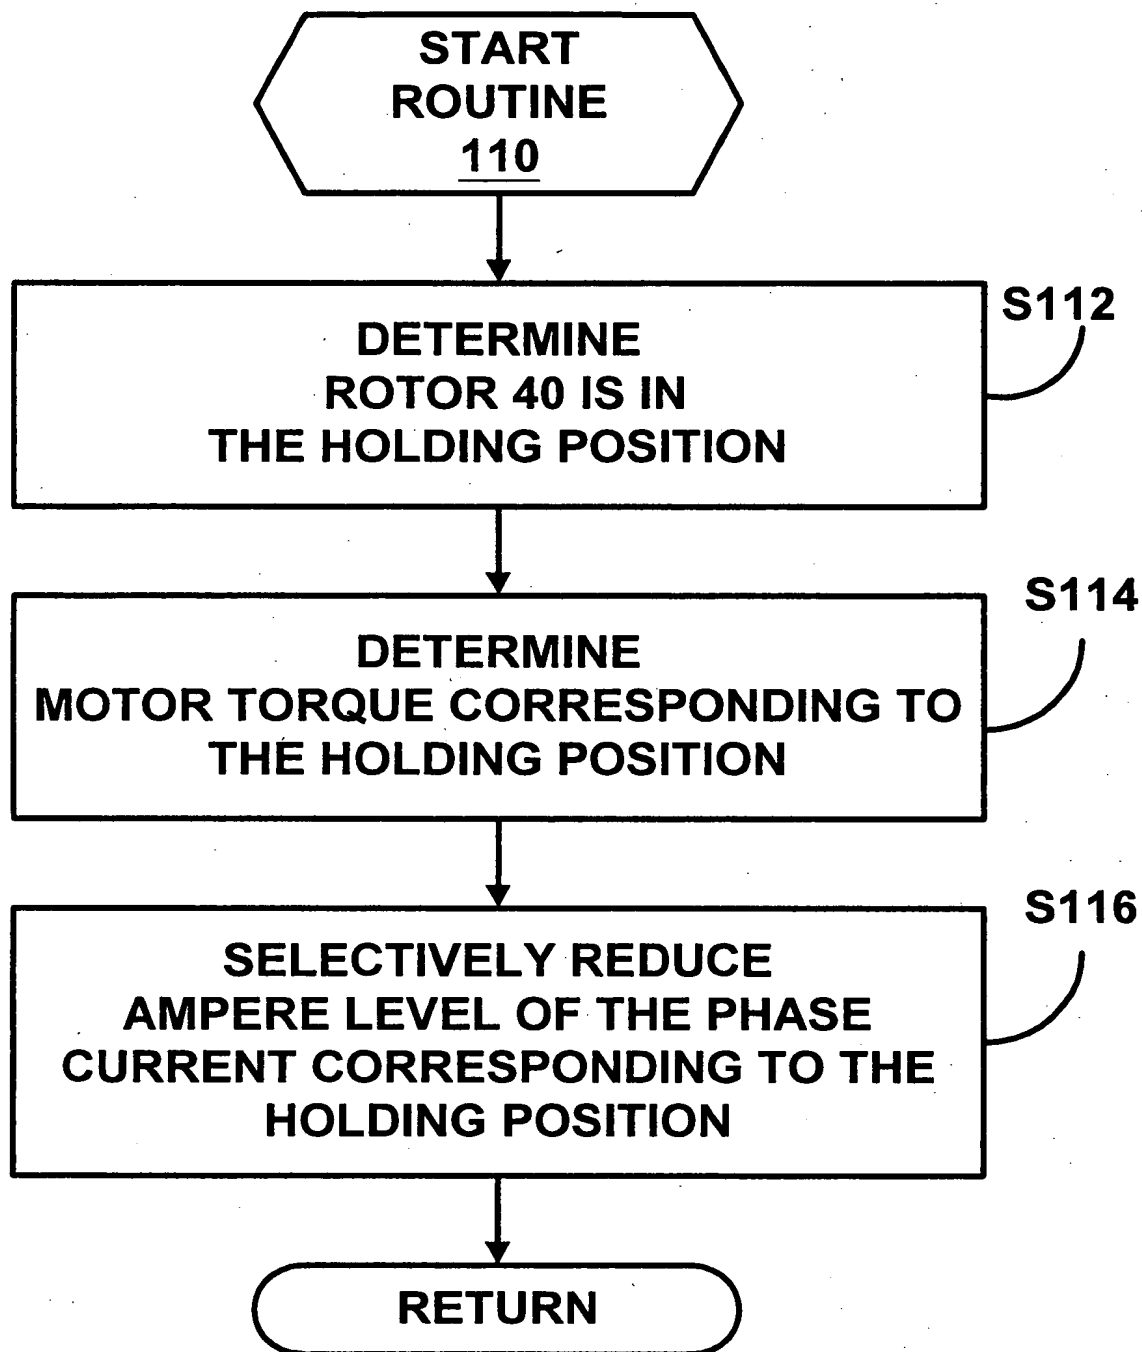 START
ROUTINE
110
DETERMINE
ROTOR 40 IS IN
THE HOLDING POSITION
S112
DETERMINE
MOTOR TORQUE CORRESPONDING TO
THE HOLDING POSITION
S114
SELECTIVELY REDUCE
AMPERE LEVEL OF THE PHASE
CURRENT CORRESPONDING TO THE
HOLDING POSITION
S116
RETURN